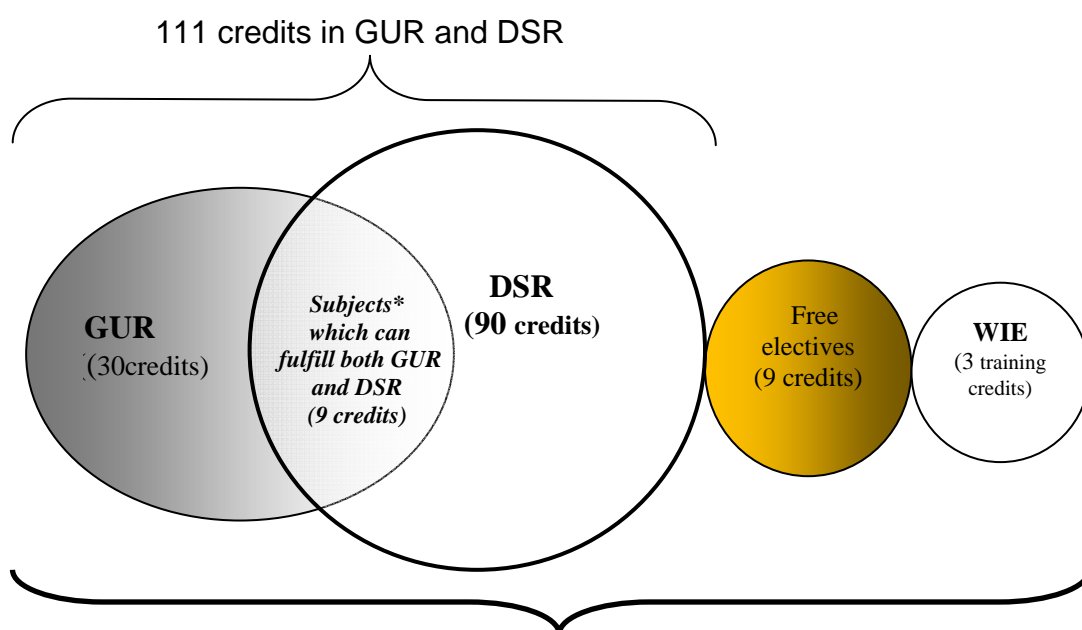 111 credits in GUR and DSR
GUR
(30credits)
Subjects*
which can
fulfill both GUR
and DSR
(9 credits)
DSR
(90 credits)
Free
electives
(9 credits)
WIE
(3 training
credits)